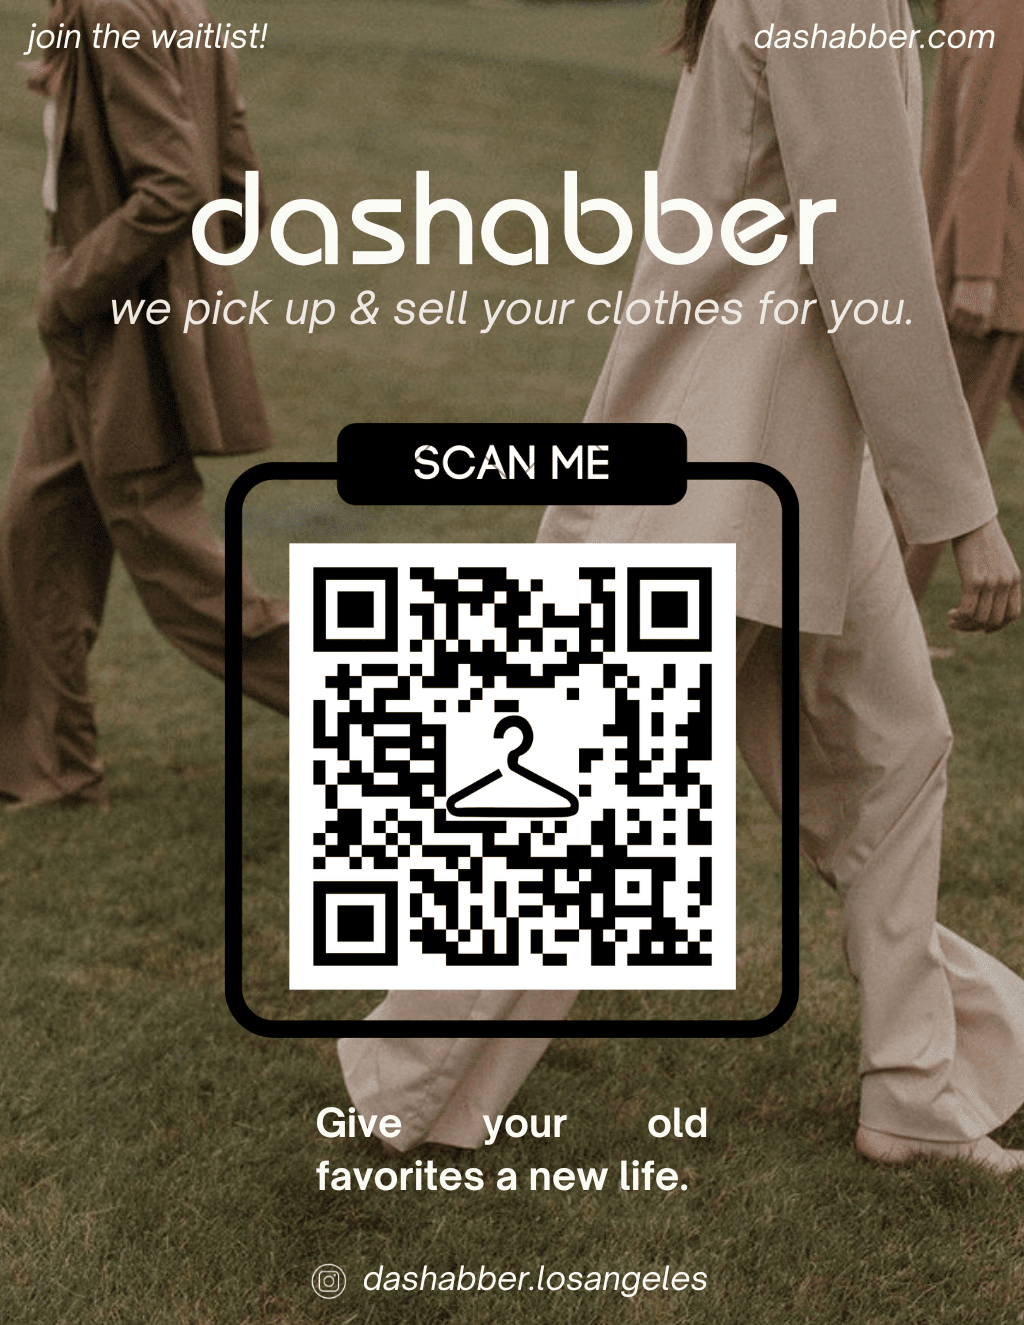 join the waitlist!
dashabber.com
dashabber
we pick up & sell your clothes for you.
SCAN ME
Give your old
favorites a new life.
dashabber.losangeles